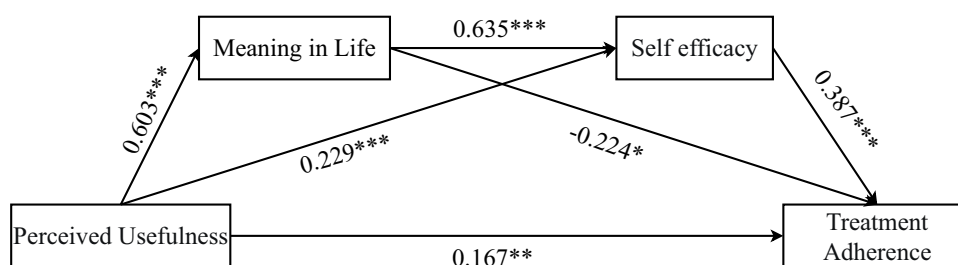 0.635***
Meaning in Life
Self efficacy
0.603***
0.387***
0.229***
-0.224*
Perceived Usefulness
Treatment
Adherence
0.167**